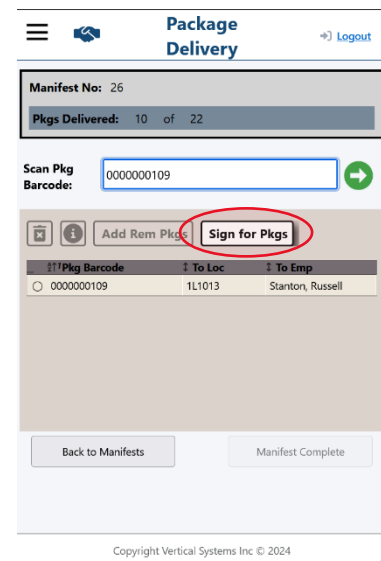 Package
Delivery
Logout
Manifest No: 26
Pkgs Delivered: 10 of 22
Scan Pkg
Barcode:
0000000109
Add Rem Pkgs
Sign for Pkgs
Pkg Barcode To Loc To Emp
0000000109 1L1013 Stanton, Russell
Back to Manifests
Manifest Complete
Copyright Vertical Systems Inc © 2024